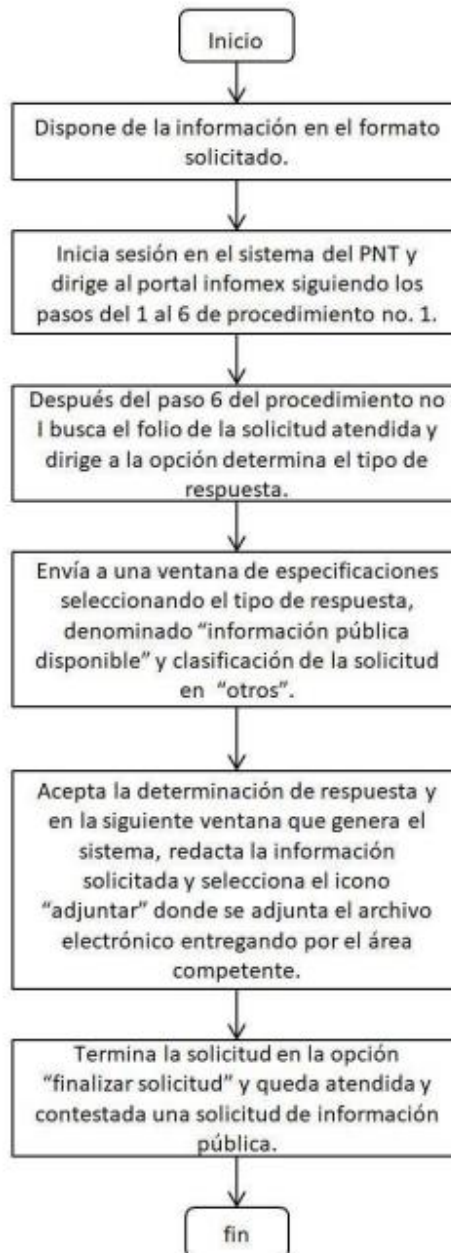 Inicio
Dispone de la información en el formato
solicitado.
Inicia sesión en el sistema del PNT y
dirige al portal infomex siguiendo los
pasos del 1 al 6 de procedimiento no. 1.
Después del paso 6 del procedimiento no
I busca el folio de la solicitud atendida y
dirige a la opción determina el tipo de
respuesta.
Envía a una ventana de especificaciones
seleccionando el tipo de respuesta,
denominado “información pública
disponible” y clasificación de la solicitud
en “otros”.
Acepta la determinación de respuesta y
en la siguiente ventana que genera el
sistema, redacta la información
solicitada y selecciona el icono
“adjuntar” donde se adjunta el archivo
electrónico entregando por el área
competente.
Termina la solicitud en la opción
“finalizar solicitud” y queda atendida y
contestada una solicitud de información
pública.
fin